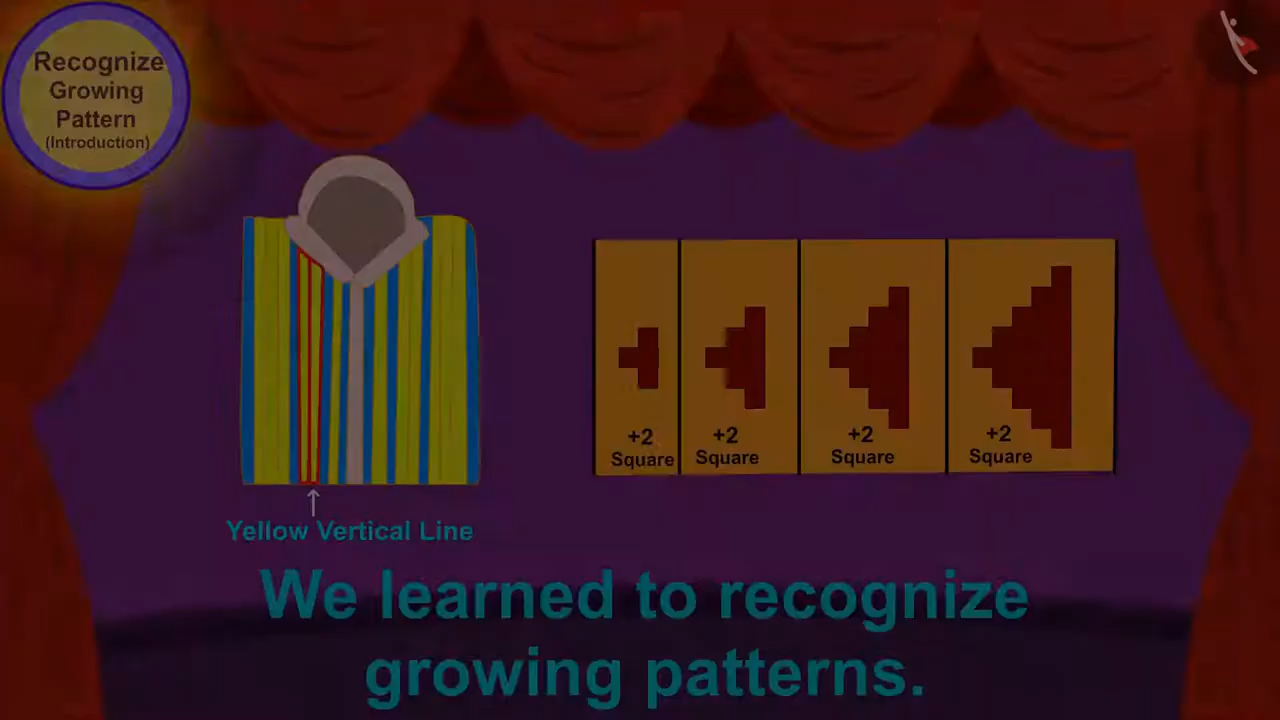 Recognize
Growing
Pattern
(Introduction)
+2
Square
+2
Square
+2
Square
+2
Square
Yellow Vertical Line
We learned to recognize
growing patterns.